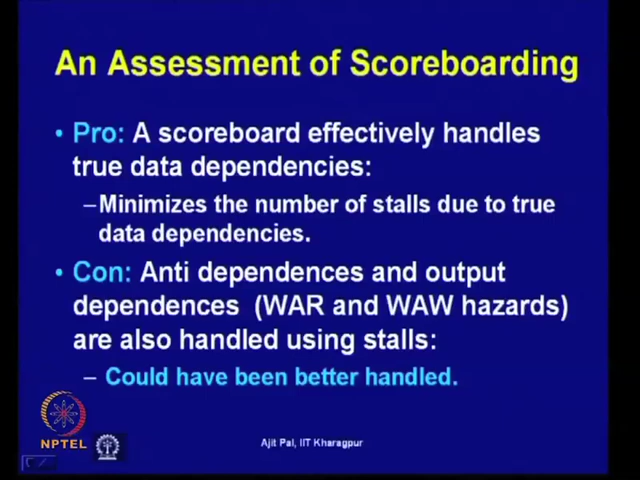 An Assessment of Scoreboarding
• Pro: A scoreboard effectively handles
true data dependencies:
–Minimizes the number of stalls due to true
data dependencies.
• Con: Anti dependences and output
dependences (WAR and WAW hazards)
are also handled using stalls:
– Could have been better handled.
NPTEL
Ajit Pal, IIT Kharagpur